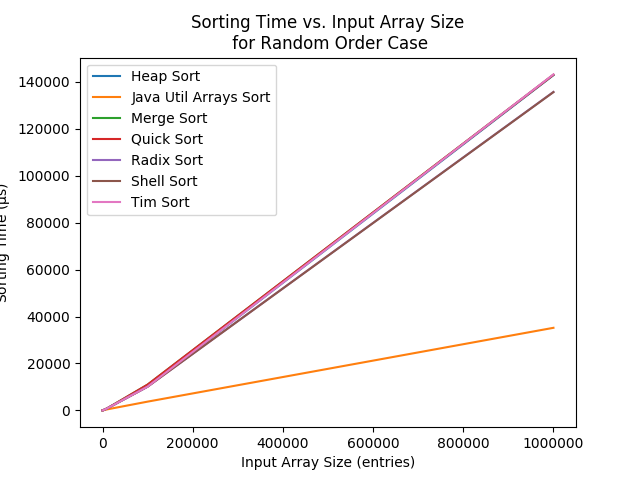 Sorting Time vs. Input Array Size
for Random Order Case
Heap Sort
Java Util Arrays Sort
Merge Sort
Quick Sort
Radix Sort
Shell Sort
Tim Sort
140000
120000
100000
80000
60000
40000
20000
0
Sorting Time (µs)
0 200000 400000 600000 800000 1000000
Input Array Size (entries)